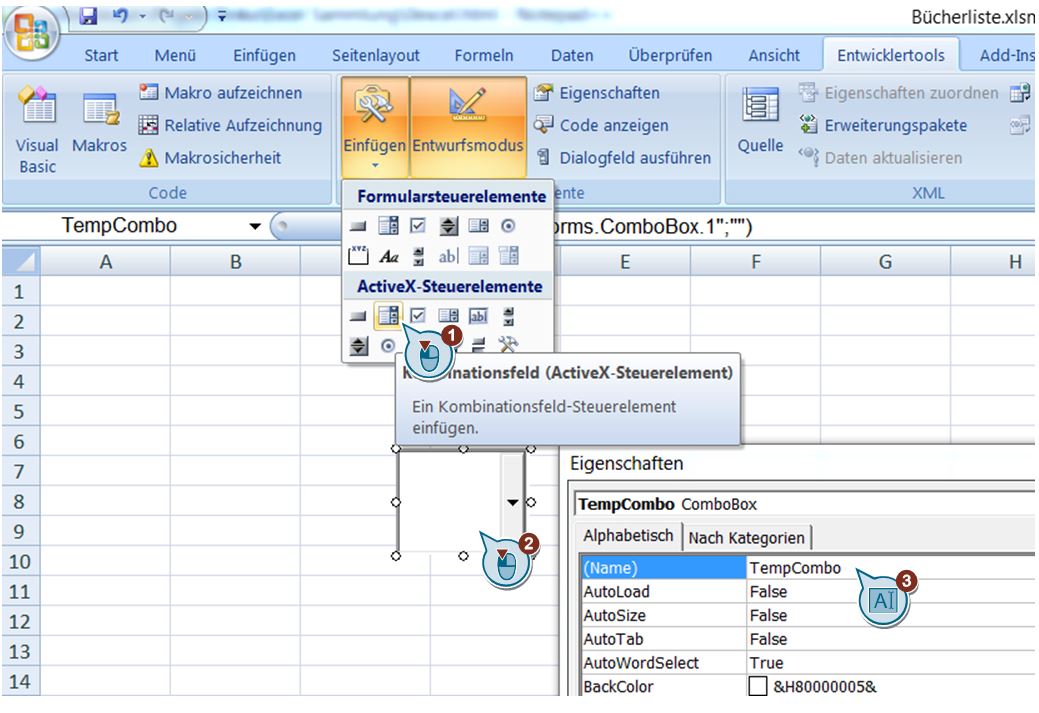 Bücherliste.xlsm
Start Menü Einfügen Seitenlayout Formeln Daten Überprüfen Ansicht Entwicklertools Add-Ins
Visual Basic
Makros
Makro aufzeichnen
Relative Aufzeichnung
Makrosicherheit
Code
Einfügen
Entwurfsmodus
Eigenschaften
Code anzeigen
Dialogfeld ausführen
ente
Quelle
Eigenschaften zuordnen
Erweiterungspakete
Daten aktualisieren
XML
Formularsteuerelemente
XYZ
Aa
ab|
ActiveX-Steuerelemente
abl
TempCombo
orms.ComboBox.1";"")
A B E F G H
1
2
3
4
5
6
7
8
9
10
11
12
13
14
1
Kombinationsfeld (ActiveX-Steuerelement)
Ein Kombinationsfeld-Steuerelement
einfügen.
2
Eigenschaften
TempCombo ComboBox
Alphabetisch Nach Kategorien
(Name) TempCombo
3
A
AutoLoad False
AutoSize False
AutoTab False
AutoWordSelect True
BackColor &H80000005&